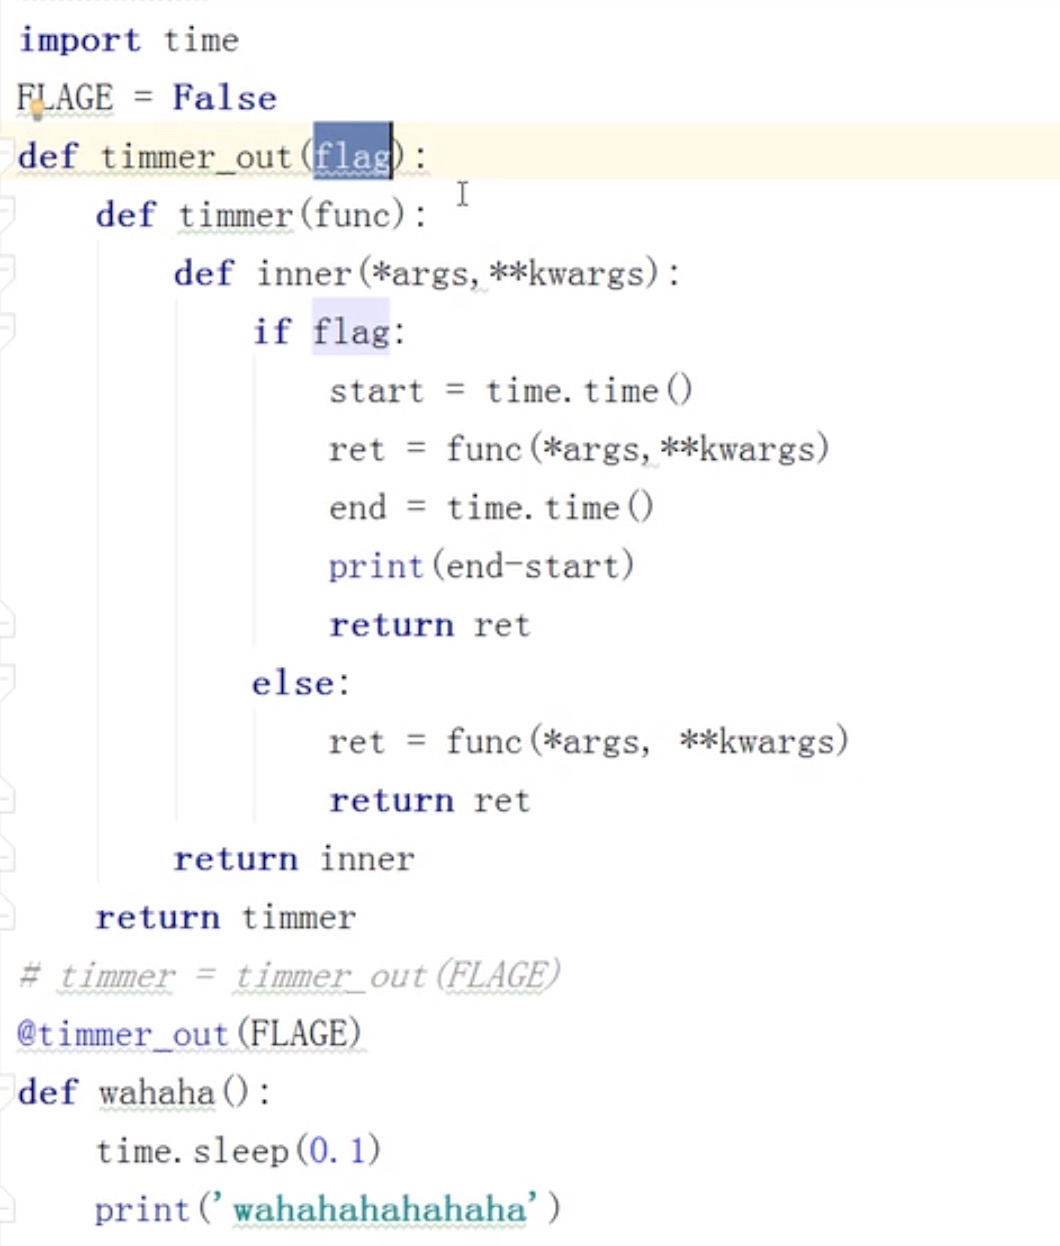 import time
FLAGE = False
def timmer_out(flag):
    def timmer(func):
        def inner(*args,**kwargs):
            if flag:
                start = time.time()
                ret = func(*args,**kwargs)
                end = time.time()
                print(end-start)
                return ret
            else:
                ret = func(*args, **kwargs)
                return ret
        return inner
    return timmer
# timmer = timmer_out(FLAGE)
@timmer_out(FLAGE)
def wahaha():
    time.sleep(0.1)
    print('wahahahahahaha')